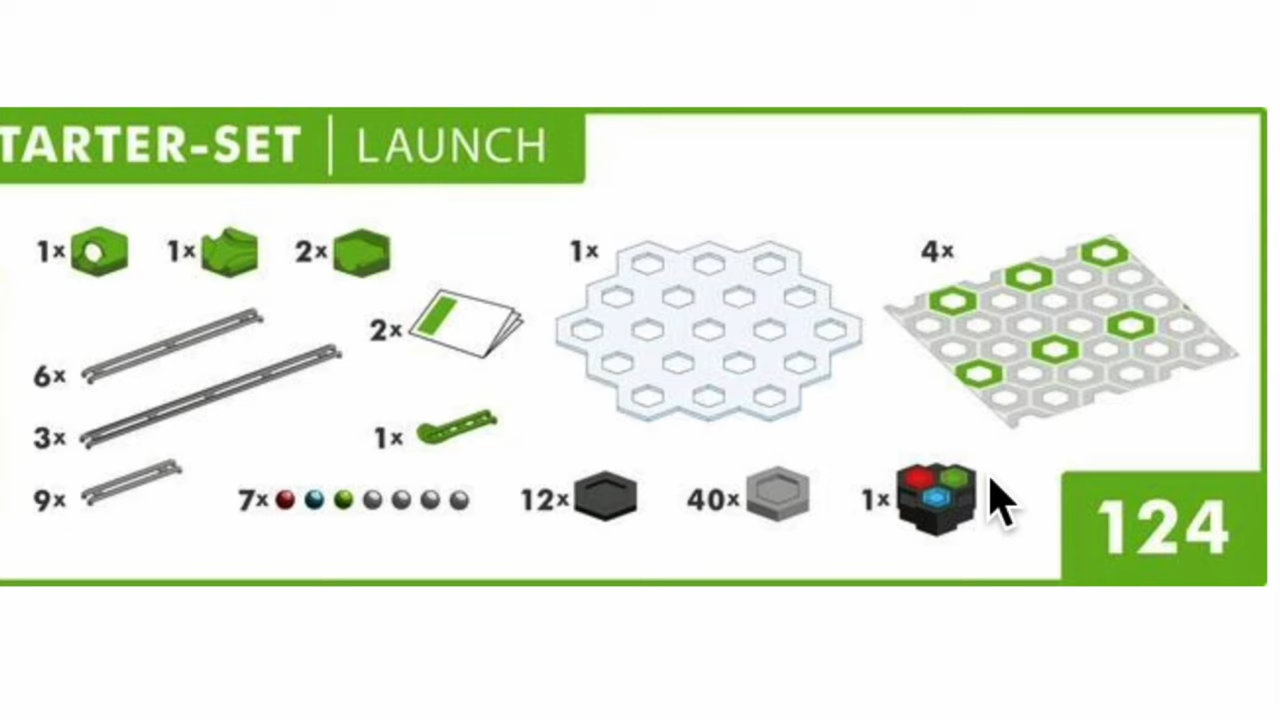 TARTER-SET | LAUNCH
1x 1x 2x 1x 4x
2x
6x
3x 1x
9x 7x 12x 40x 1x
124